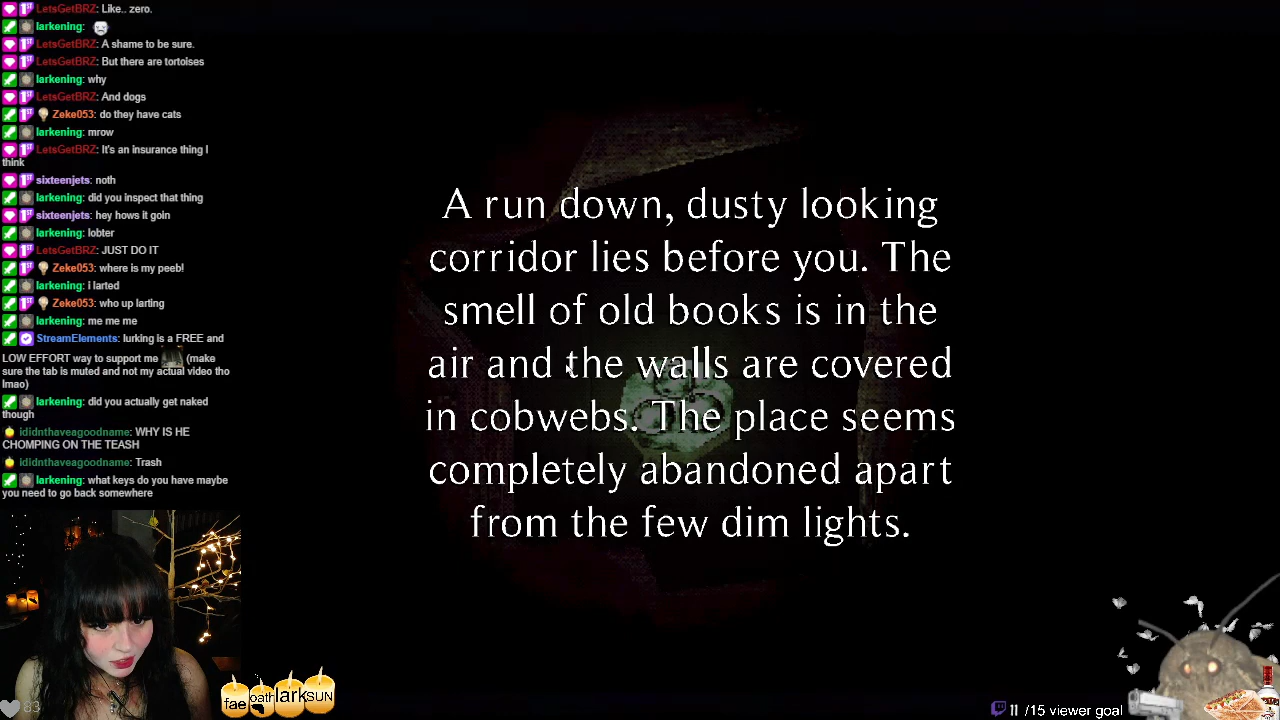 LetsGetBRZ: Like.. zero.
larkening:
LetsGetBRZ: A shame to be sure.
LetsGetBRZ: But there are tortoises
larkening: why
LetsGetBRZ: And dogs
Zeke053: do they have cats
larkening: mrow
LetsGetBRZ: It's an insurance thing I
think
sixteenjets: noth
larkening: did you inspect that thing
sixteenjets: hey hows it goin
larkening: lobter
LetsGetBRZ: JUST DO IT
Zeke053: where is my peeb!
larkening: i larted
Zeke053: who up larting
larkening: me me me
StreamElements: lurking is a FREE and
LOW EFFORT way to support me (make
sure the tab is muted and not my actual video tho
lmao)
larkening: did you actually get naked
though
ididnthaveagoodname: WHY IS HE
CHOMPING ON THE TEASH
ididnthaveagoodname: Trash
larkening: what keys do you have maybe
you need to go back somewhere
A run down, dusty looking
corridor lies before you. The
smell of old books is in the
air and the walls are covered
in cobwebs. The place seems
completely abandoned apart
from the few dim lights.
83
fae oath lark SUN
11 /15 viewer goal